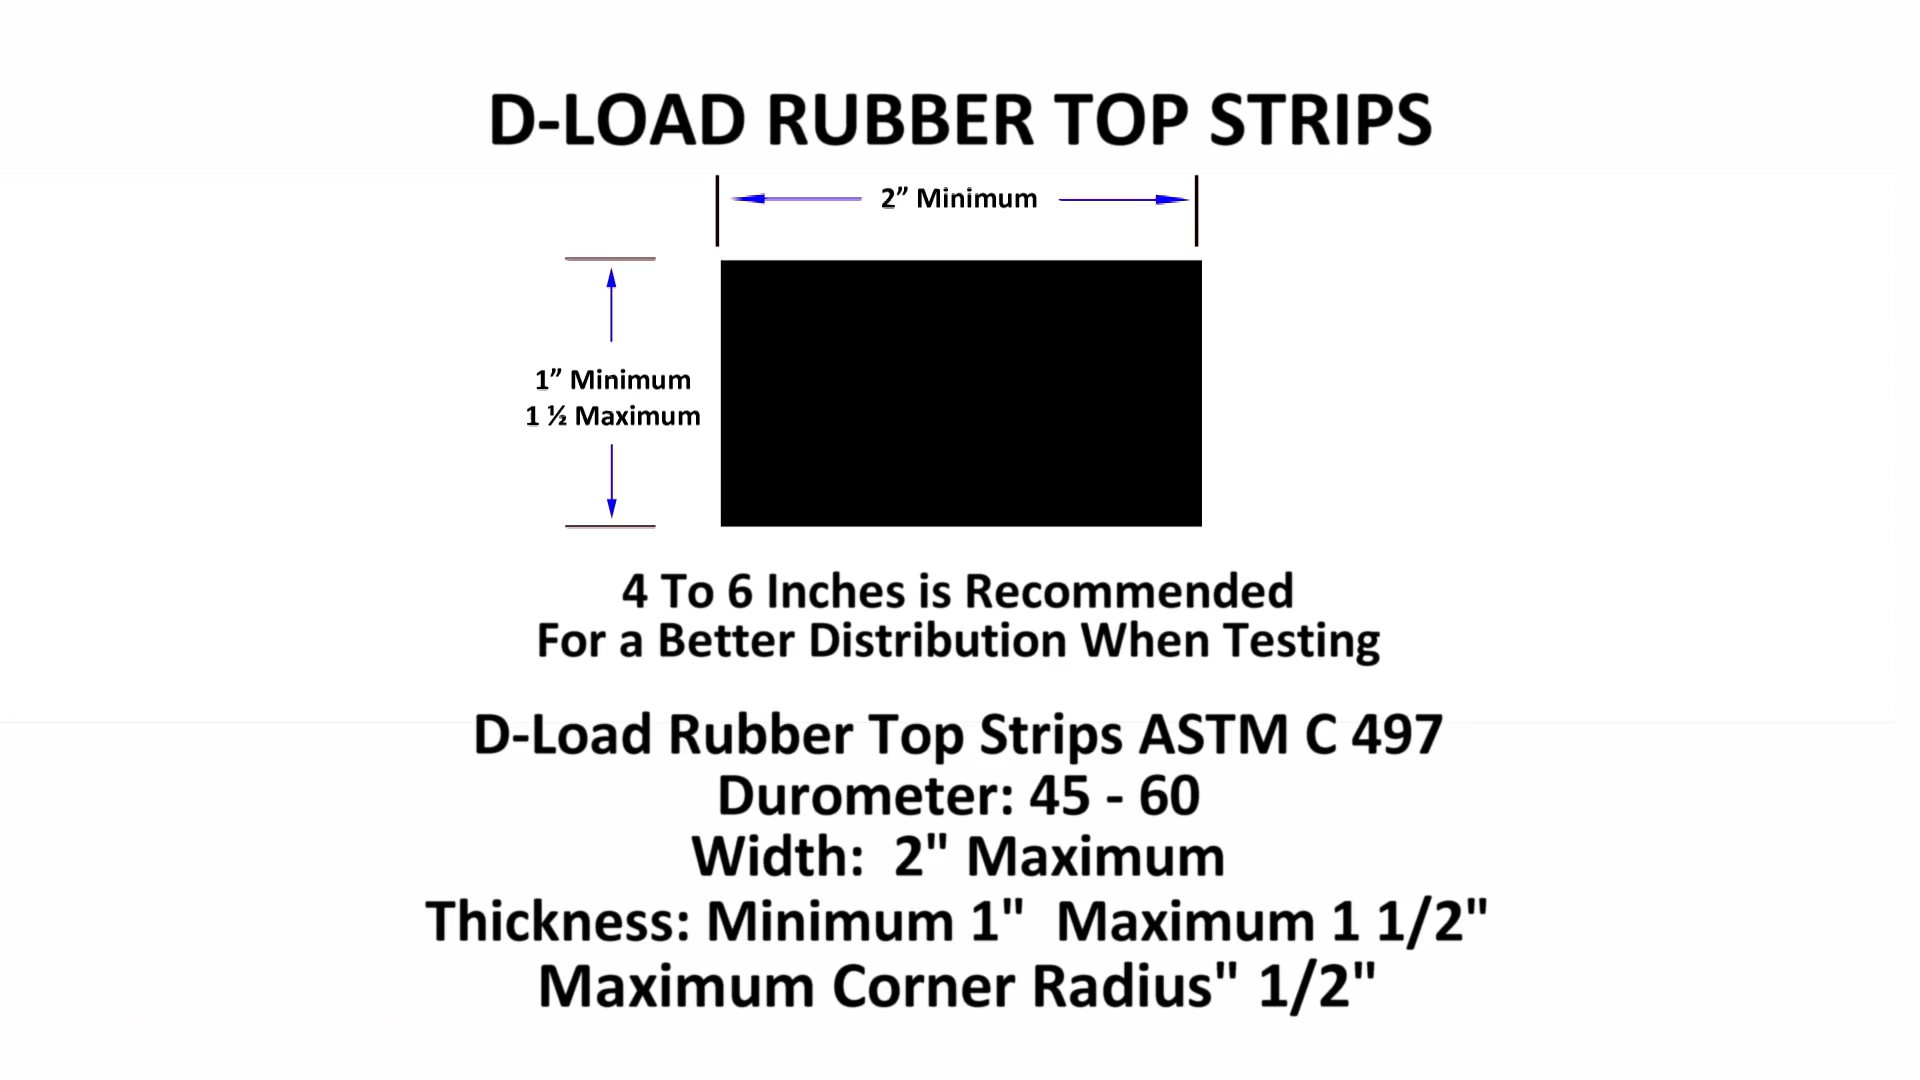 D-LOAD RUBBER TOP STRIPS
2” Minimum
1” Minimum
1 ½ Maximum
4 To 6 Inches is Recommended
For a Better Distribution When Testing
D-Load Rubber Top Strips ASTM C 497
Durometer: 45 - 60
Width:  2" Maximum
Thickness: Minimum 1"  Maximum 1 1/2"
Maximum Corner Radius" 1/2"